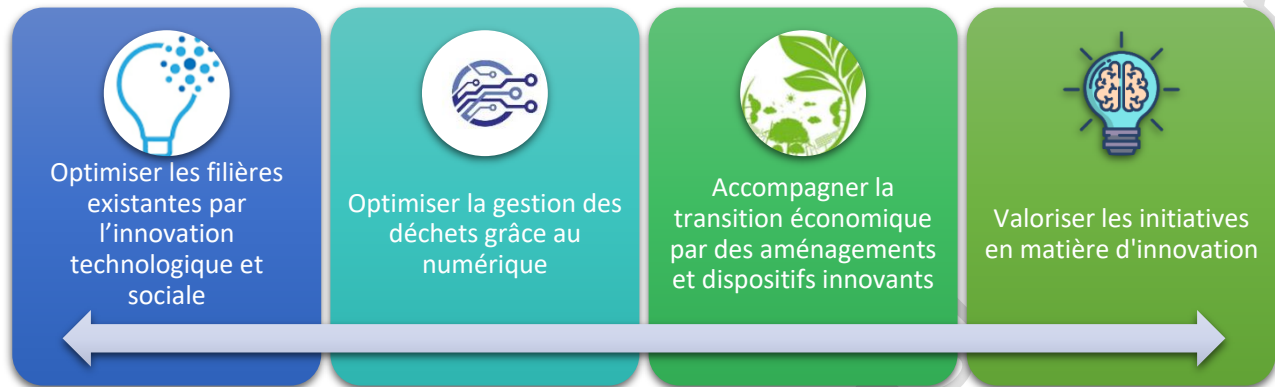 Optimiser les filières
existantes par
l’innovation
technologique et
sociale
Optimiser la gestion des
déchets grâce au
numérique
Accompagner la
transition économique
par des aménagements
et dispositifs innovants
Valoriser les initiatives
en matière d'innovation